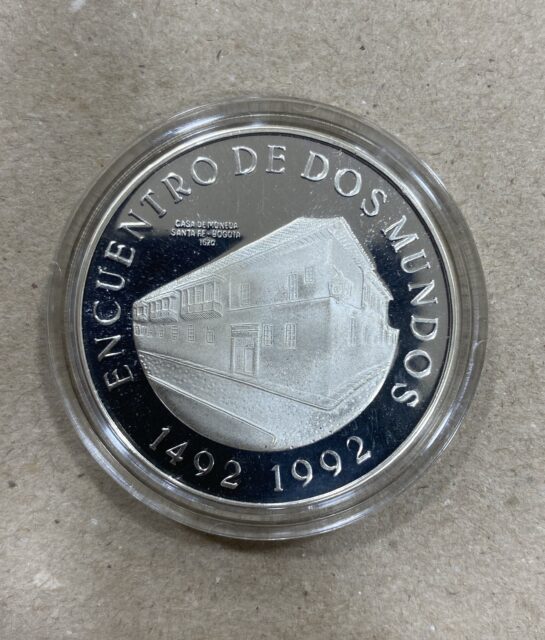 ENCUENTRO DE DOS MUNDOS
CASA DE MONEDA
SANTA FE - BOGOTA
1620
1492 1992